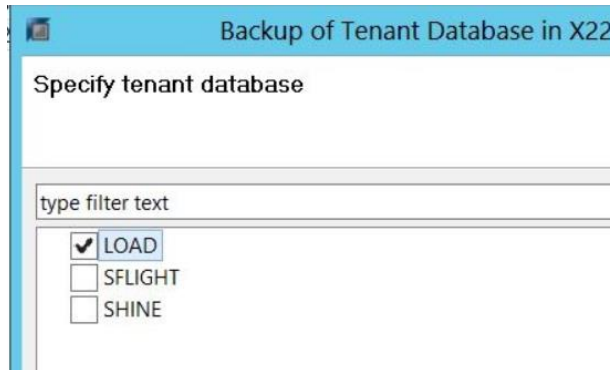 Backup of Tenant Database in X22
Specify tenant database
type filter text
LOAD
SFLIGHT
SHINE